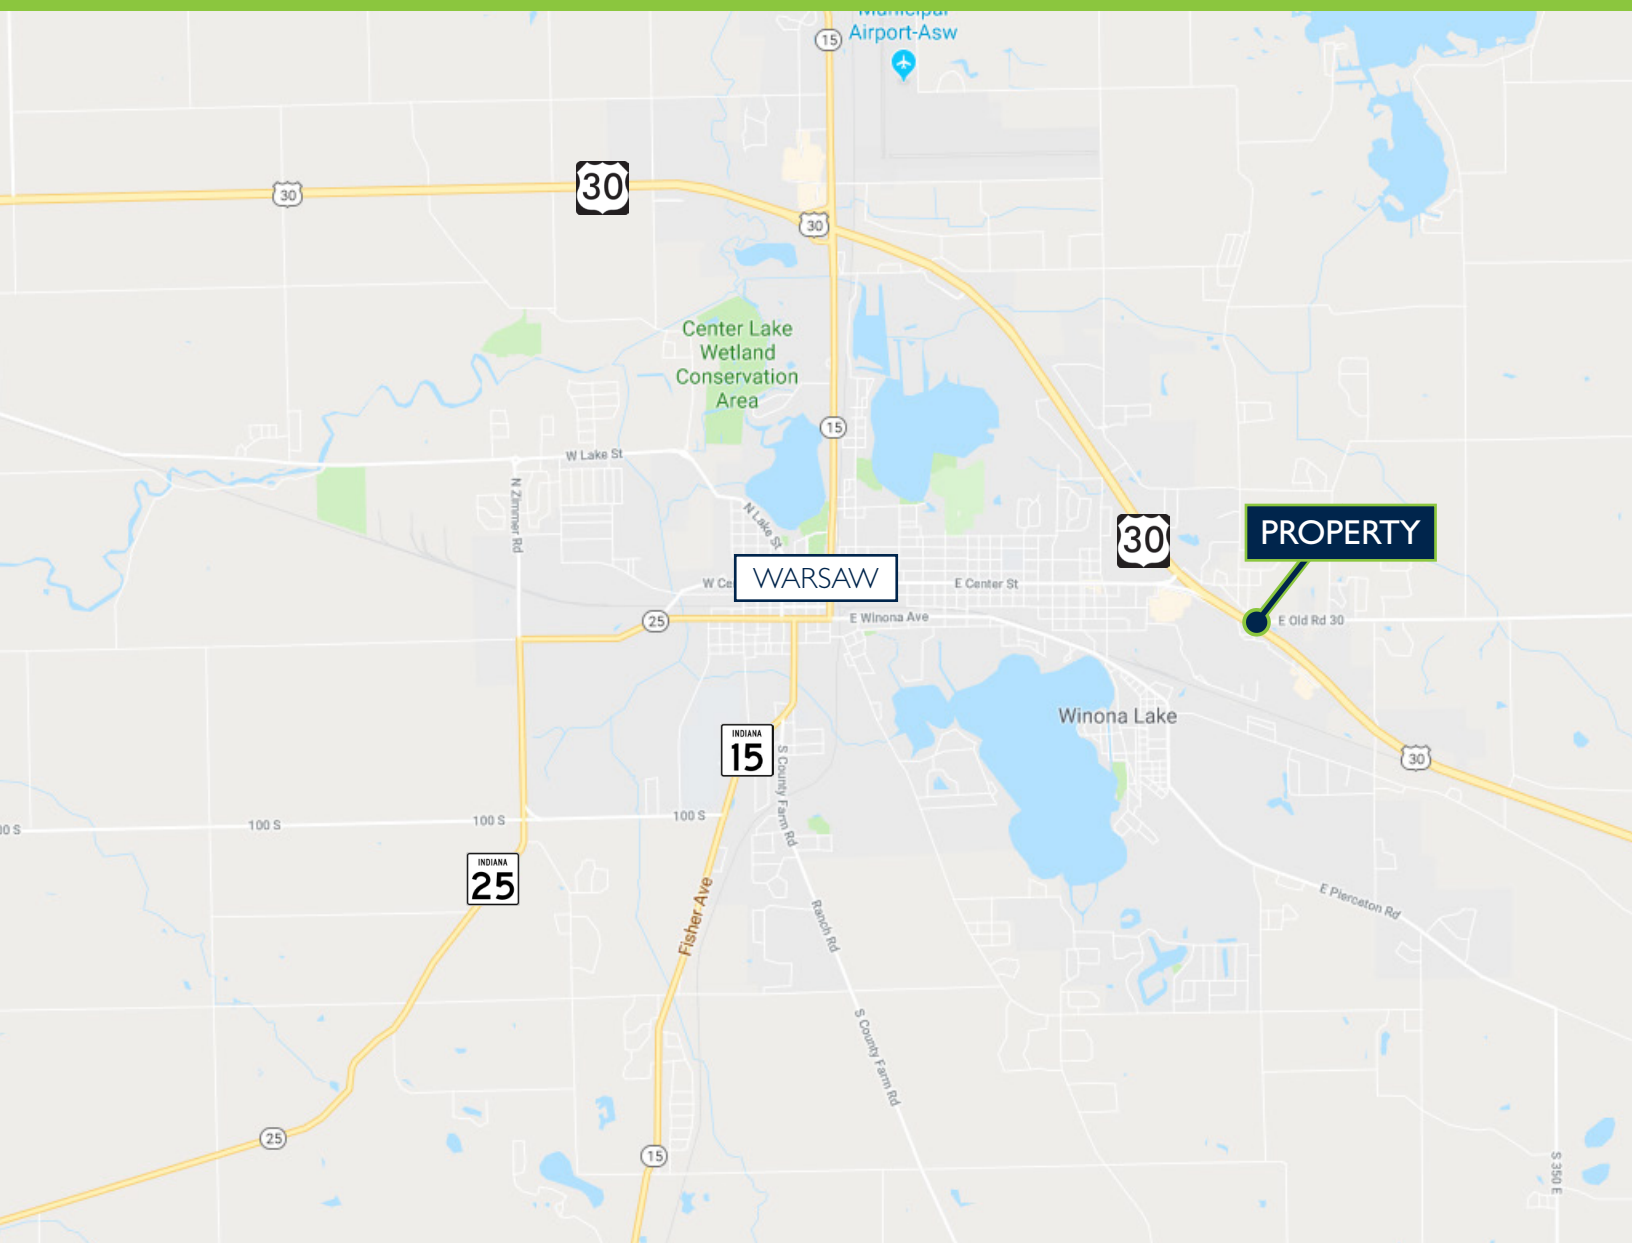 Municipal
Airport-Asw
15
30
30
30
Center Lake
Wetland
Conservation
Area
15
W Lake St
N Zimmer Rd
N Lake St
30
PROPERTY
WARSAW
W Ce
E Center St
25
E Winona Ave
E Old Rd 30
Winona Lake
INDIANA
15
S County Farm Rd
30
100 S
100 S
100 S
INDIANA
25
Fisher Ave
Ranch Rd
E Pierceton Rd
S County Farm Rd
25
15
S 350 E